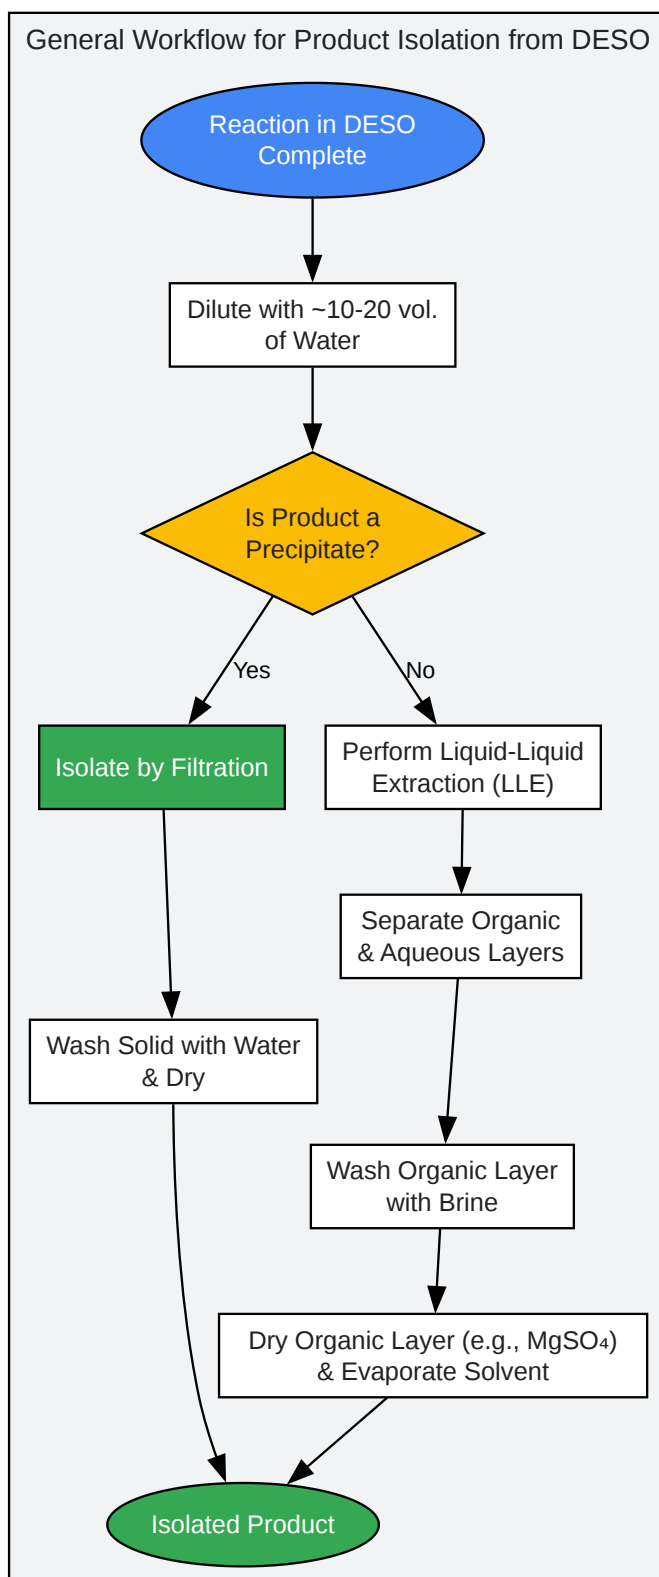 General Workflow for Product Isolation from DESO
Reaction in DESO
Complete
Dilute with ~10-20 vol.
of Water
Is Product a
Precipitate?
Yes
No
Isolate by Filtration
Perform Liquid-Liquid
Extraction (LLE)
Separate Organic
& Aqueous Layers
Wash Solid with Water
& Dry
Wash Organic Layer
with Brine
Dry Organic Layer (e.g., MgSO₄)
& Evaporate Solvent
Isolated Product